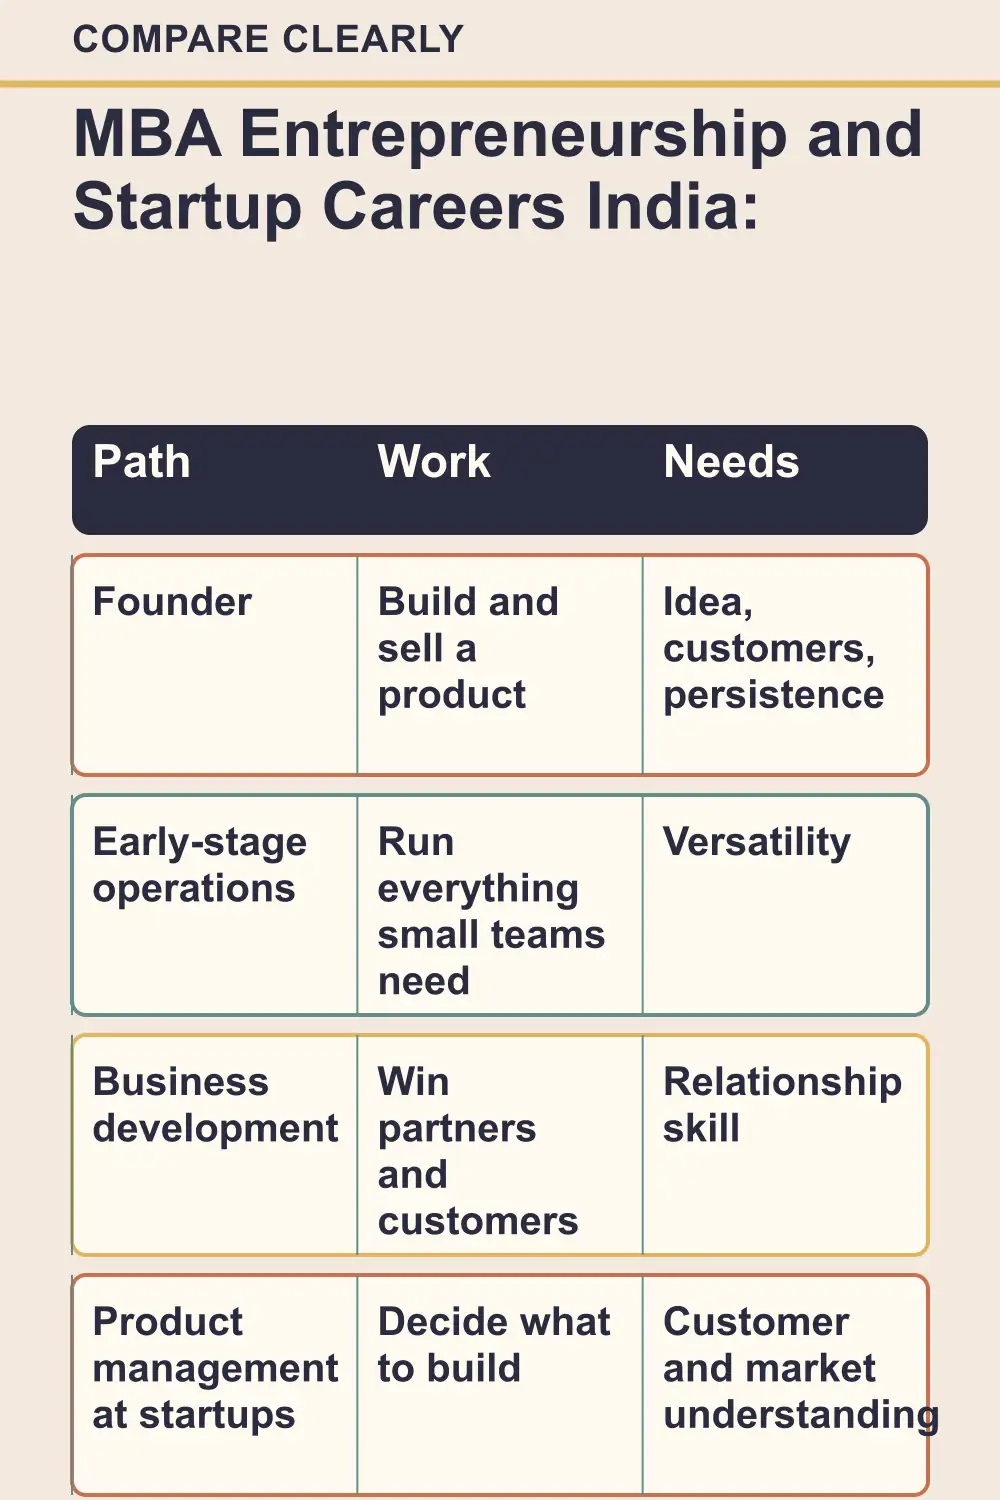 COMPARE CLEARLY
MBA Entrepreneurship and
Startup Careers India:
Path
Work
Needs
Founder
Build and
sell a
product
Idea,
customers,
persistence
Early-stage
operations
Run
everything
small teams
need
Versatility
Business
development
Win
partners
and
customers
Relationship
skill
Product
management
at startups
Decide what
to build
Customer
and market
understanding